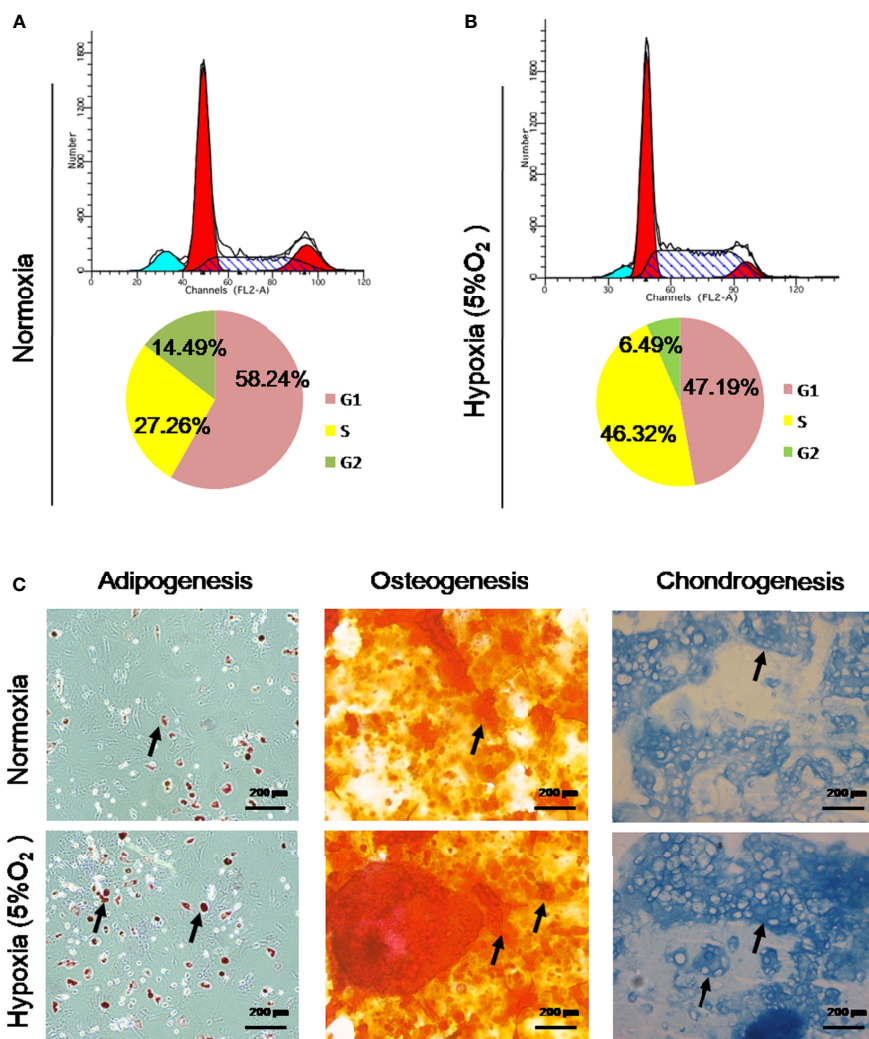 A
Normoxia
Number
1600
1200
800
400
0
0 20 40 60 80 100 120
Channels (FL2-A)
14.49%
58.24%
27.26%
G1
S
G2
B
Hypoxia (5%O₂)
Number
1600
1200
800
400
0
0 30 60 90 120
Channels (FL2-A)
6.49%
47.19%
46.32%
G1
S
G2
C
Adipogenesis Osteogenesis Chondrogenesis
Normoxia
200 µm 200 µm 200 µm
Hypoxia (5%O₂)
200 µm 200 µm 200 µm